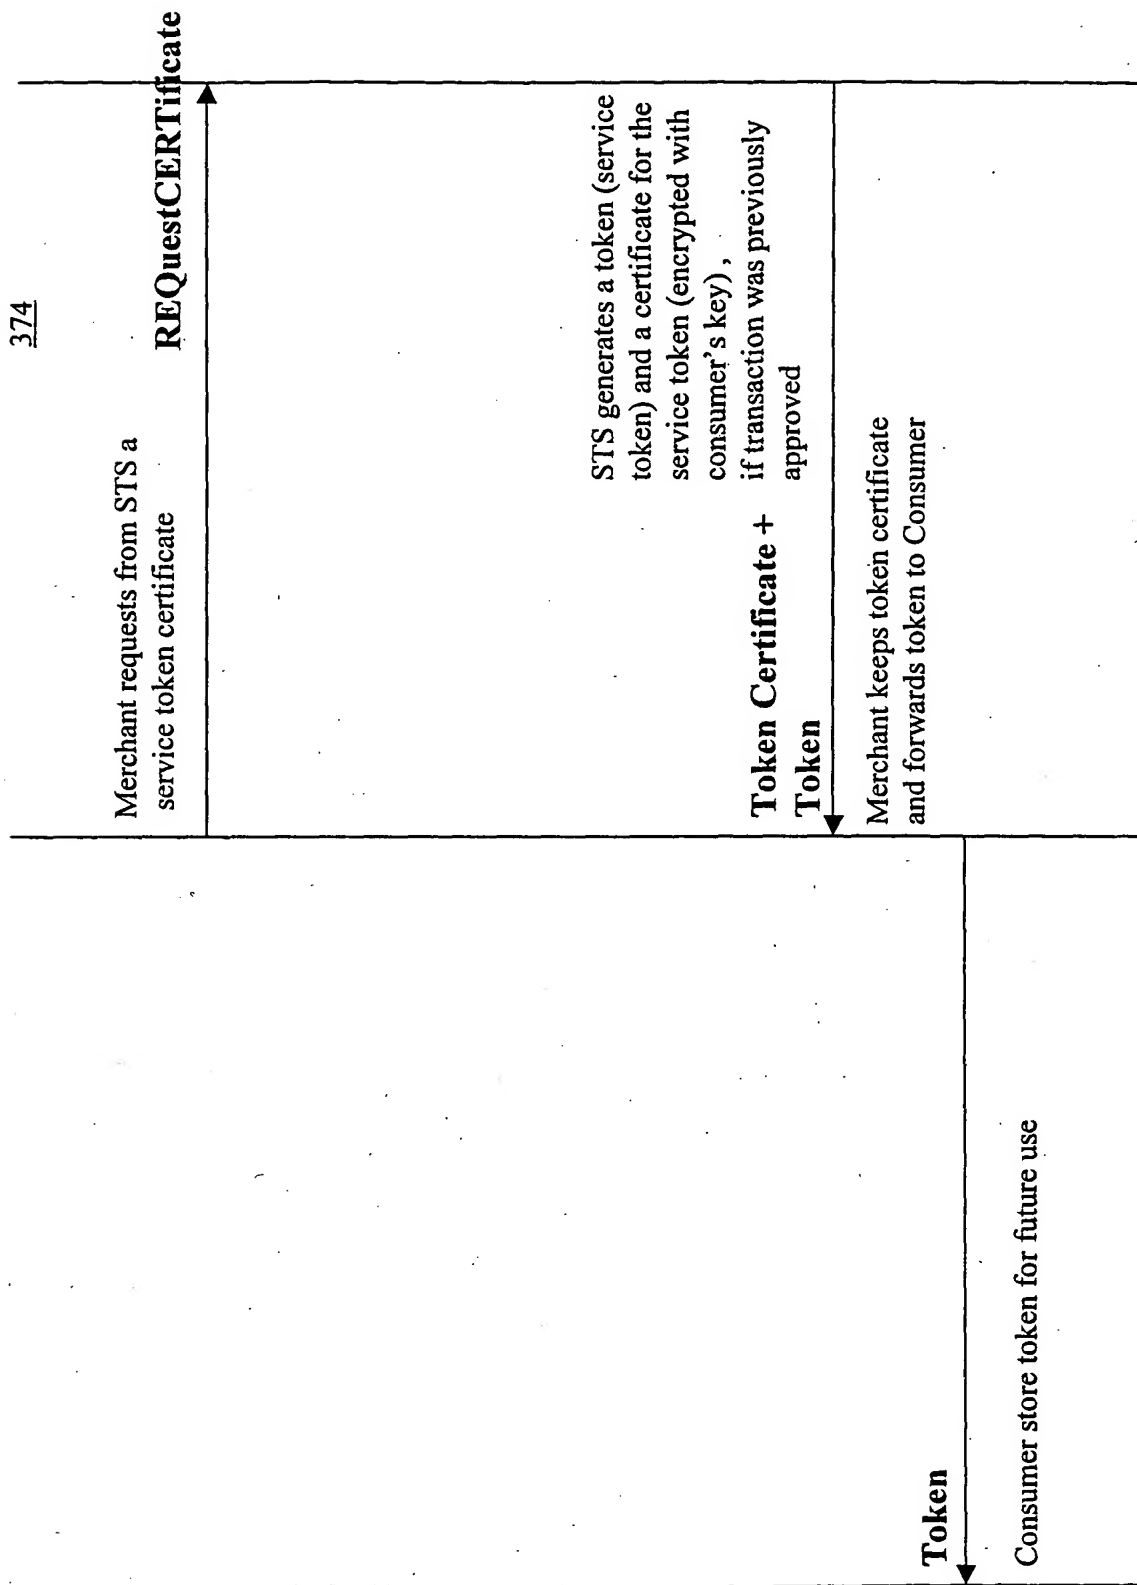 374
Merchant requests from STS a
service token certificate
REQuestCERTificate
STS generates a token (service
token) and a certificate for the
service token (encrypted with
consumer's key) ,
if transaction was previously
approved
Token Certificate +
Token
Merchant keeps token certificate
and forwards token to Consumer
Token
Consumer store token for future use